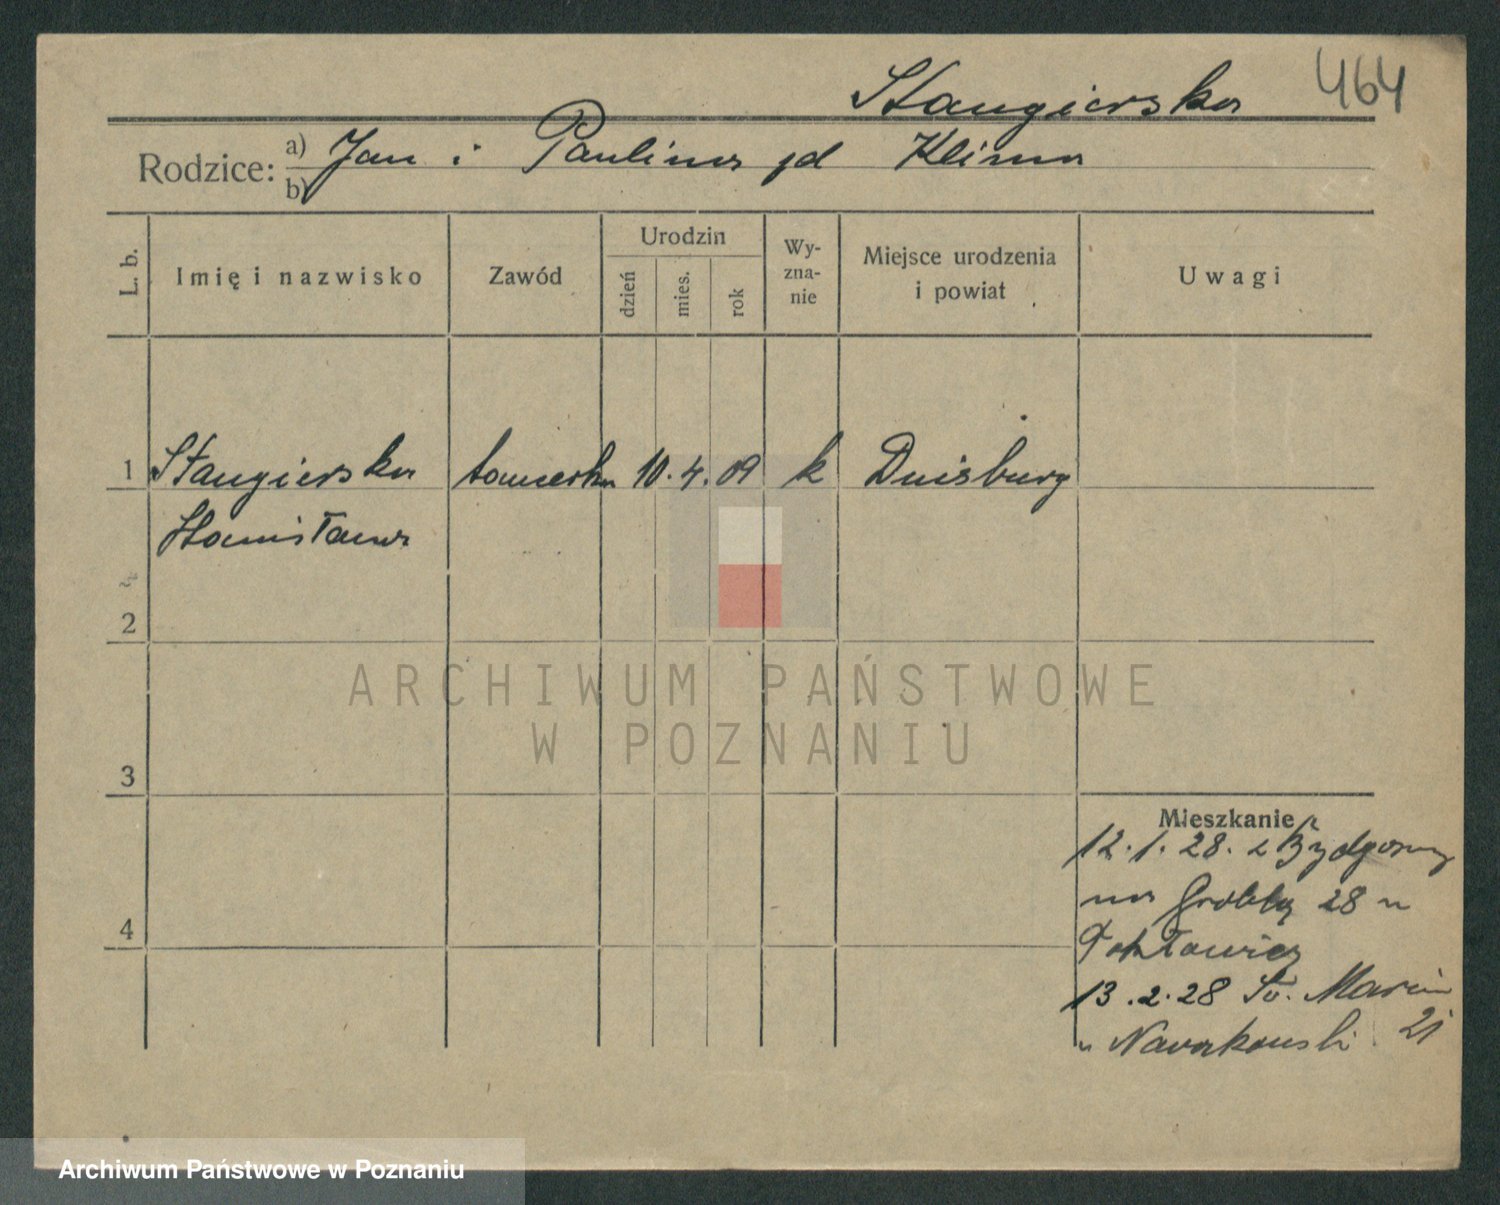 464
Stangierska
Rodzice: a) Jan i Paulina zd Klima
b)
L. b. Imię i nazwisko Zawód Urodzin dzień mies. rok Wy-zna-nie Miejsce urodzenia i powiat Uwagi
1 Stangierska tancerka 10. 4. 09 k Duisburg
Stanisława
2
3
4
Mieszkanie
12. 1. 28. z Bydgoszczy
na Grobla 28 u
13. 2. 28 Św. Marcin
21
u Nawrkowski
ARCHIWUM PAŃSTWOWE
W POZNANIU
Archiwum Państwowe w Poznaniu